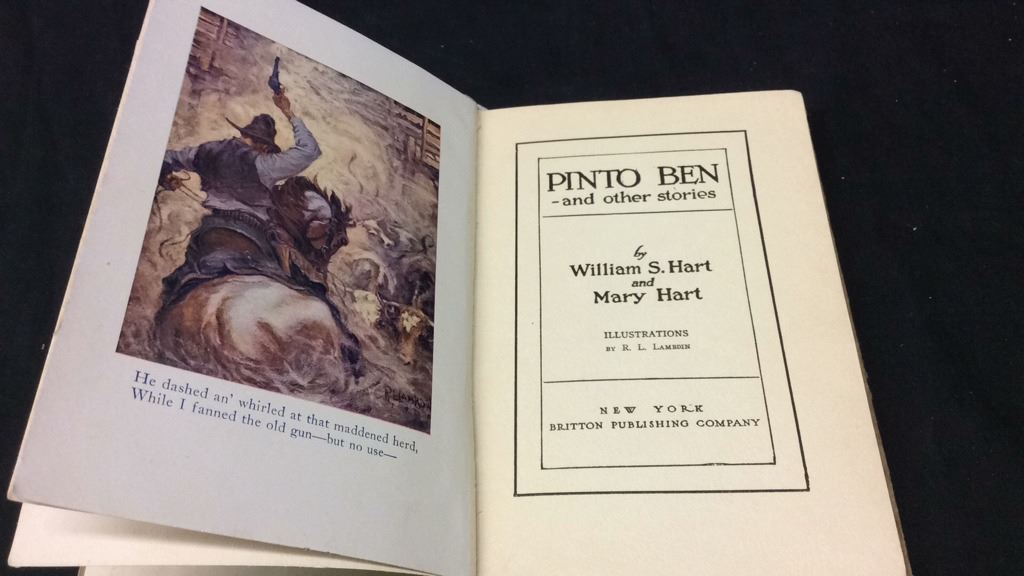 He dashed an' whirled at that maddened herd,
While I fanned the old gun—but no use—
PINTO BEN
- and other stories
by
William S. Hart
and
Mary Hart
ILLUSTRATIONS
BY R. L. LAMBDIN
NEW YORK
BRITTON PUBLISHING COMPANY